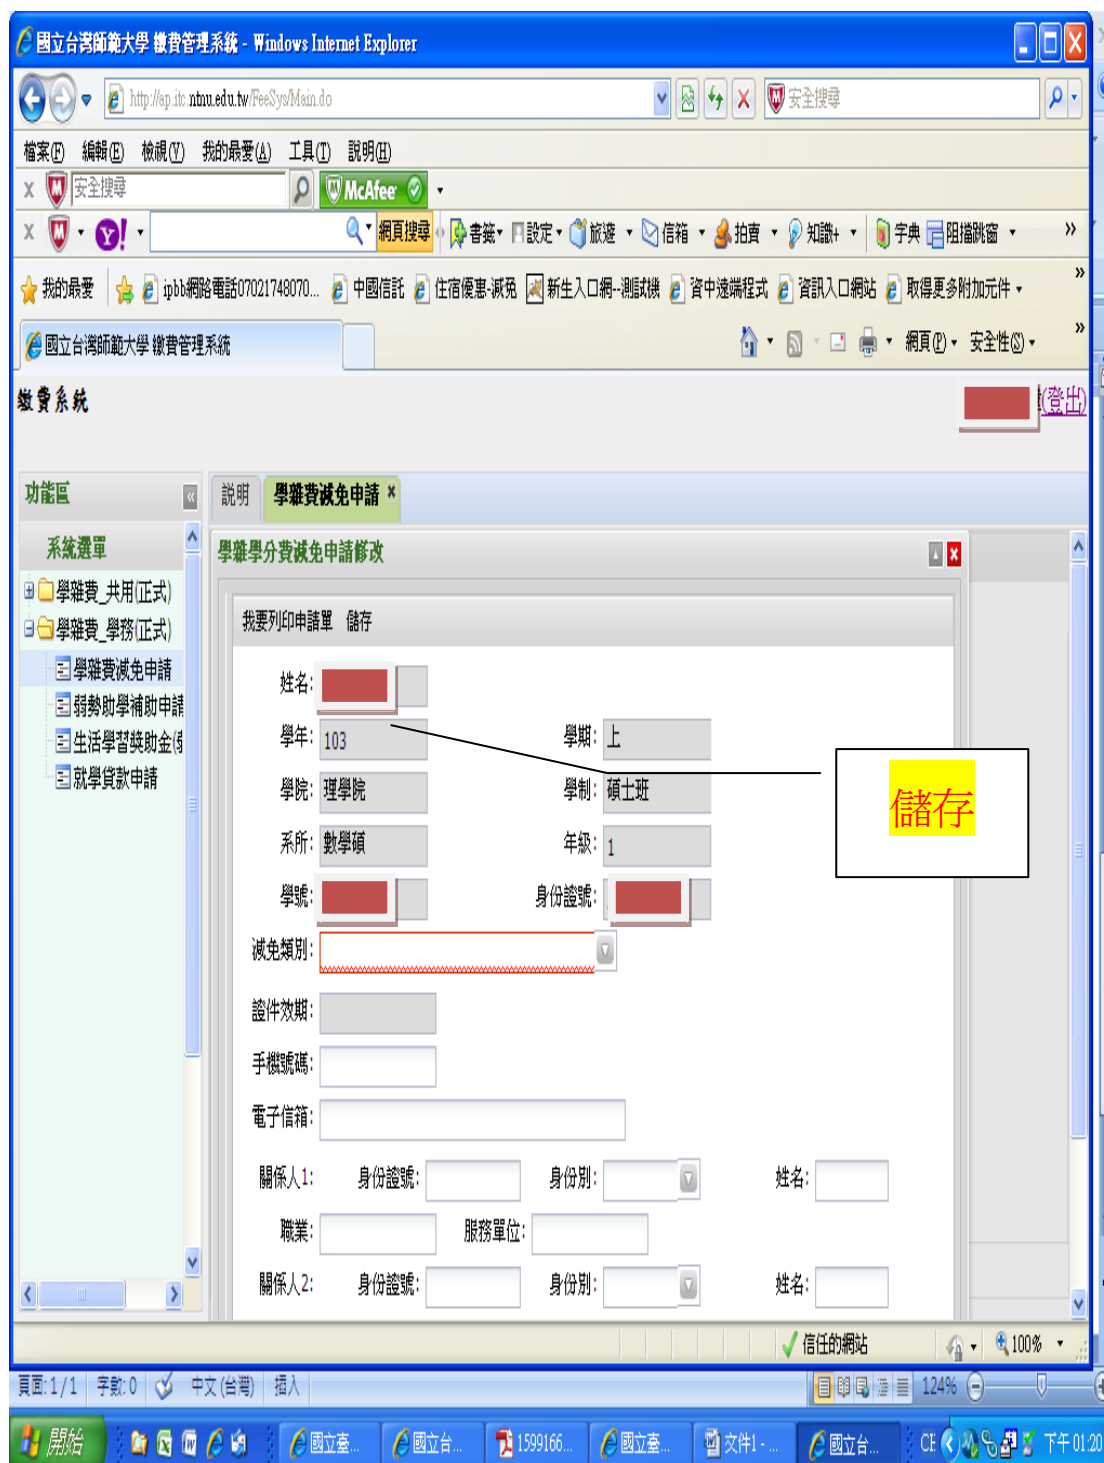 國立台灣師範大學 繳費管理系統 - Windows Internet Explorer
http://ap.itc.ntnu.edu.tw/FeeSys/Main.do
安全搜尋
檔案(F) 編輯(E) 檢視(V) 我的最愛(A) 工具(T) 說明(H)
X 安全搜尋 McAfee
X Y! 網頁搜尋 書籤 設定 旅遊 信箱 拍賣 知識+ 字典 阻擋跳窗 »
我的最愛 ipbb網路電話07021748070... 中國信託 住宿優惠-減免 新生入口網--測試機 資中遠端程式 資訊入口網站 取得更多附加元件 »
國立台灣師範大學 繳費管理系統 網頁(P) 安全性(S) »
繳費系統
(登出)
功能區 «
說明 學雜費減免申請 ×
系統選單
學雜學分費減免申請修改
學雜費_共用(正式)
學雜費_學務(正式)
學雜費減免申請
弱勢助學補助申請
生活學習獎助金(弱
就學貸款申請
我要列印申請單 儲存
姓名:
學年: 103 學期: 上
學院: 理學院 學制: 碩士班
系所: 數學碩 年級: 1
學號: 身份證號:
儲存
減免類別:
證件效期:
手機號碼:
電子信箱:
關係人1: 身份證號: 身份別: 姓名:
職業: 服務單位:
關係人2: 身份證號: 身份別: 姓名:
信任的網站 100%
頁面:1/1 字數:0 中文(台灣) 插入 124%
開始 國立臺... 國立台... 1599166... 國立臺... 文件1 - ... 國立台... CH 下午 01:20